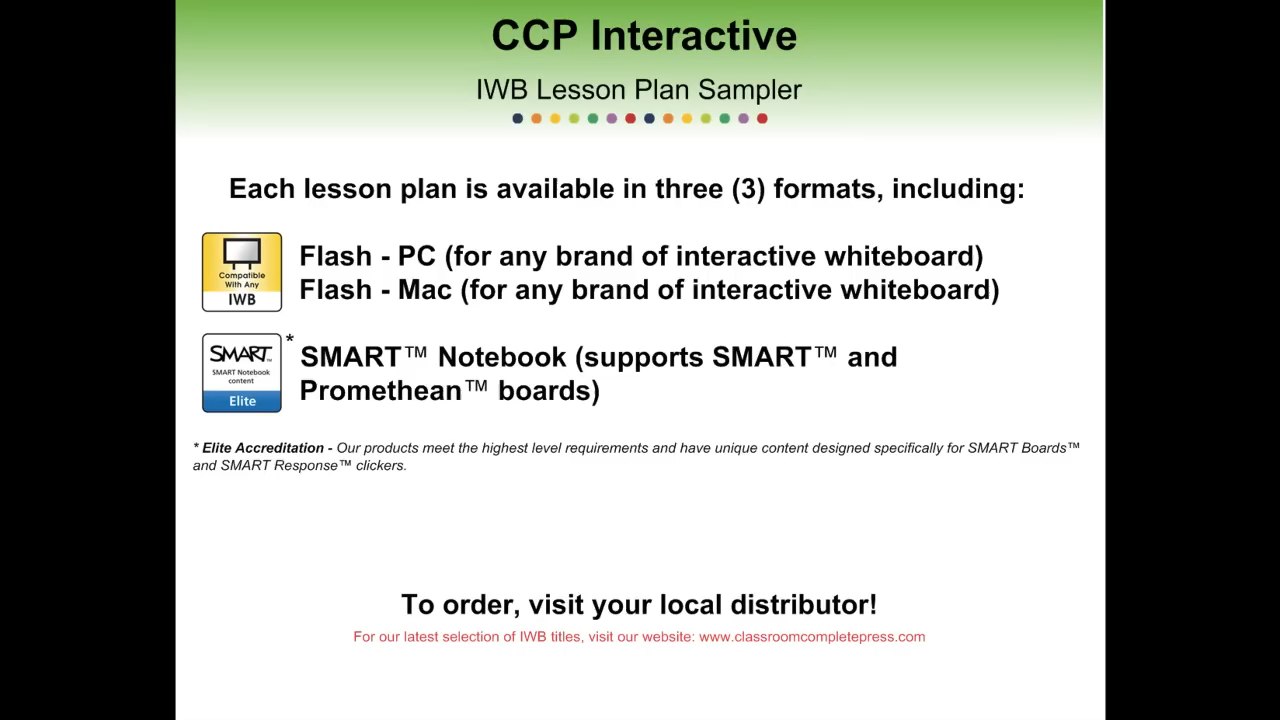 CCP Interactive
IWB Lesson Plan Sampler
Each lesson plan is available in three (3) formats, including:
Compatible
With Any
IWB
Flash - PC (for any brand of interactive whiteboard)
Flash - Mac (for any brand of interactive whiteboard)
SMART™
SMART Notebook
content
Elite
*
SMART™ Notebook (supports SMART™ and
Promethean™ boards)
* Elite Accreditation - Our products meet the highest level requirements and have unique content designed specifically for SMART Boards™
and SMART Response™ clickers.
To order, visit your local distributor!
For our latest selection of IWB titles, visit our website: www.classroomcompletepress.com